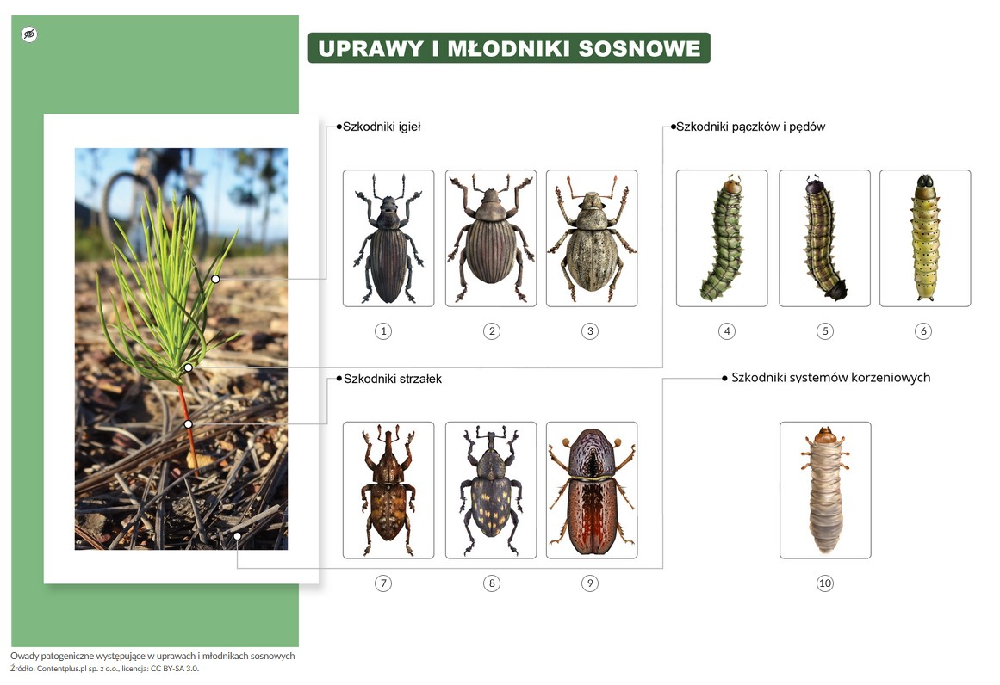 UPRAWY I MŁODNIKI SOSNOWE
Szkodniki igieł
Szkodniki pączków i pędów
1
2
3
4
5
6
Szkodniki strzałek
Szkodniki systemów korzeniowych
7
8
9
10
Owady patogeniczne występujące w uprawach i młodnikach sosnowych
Źródło: Contentplus.pl sp. z o.o., licencja: CC BY-SA 3.0.